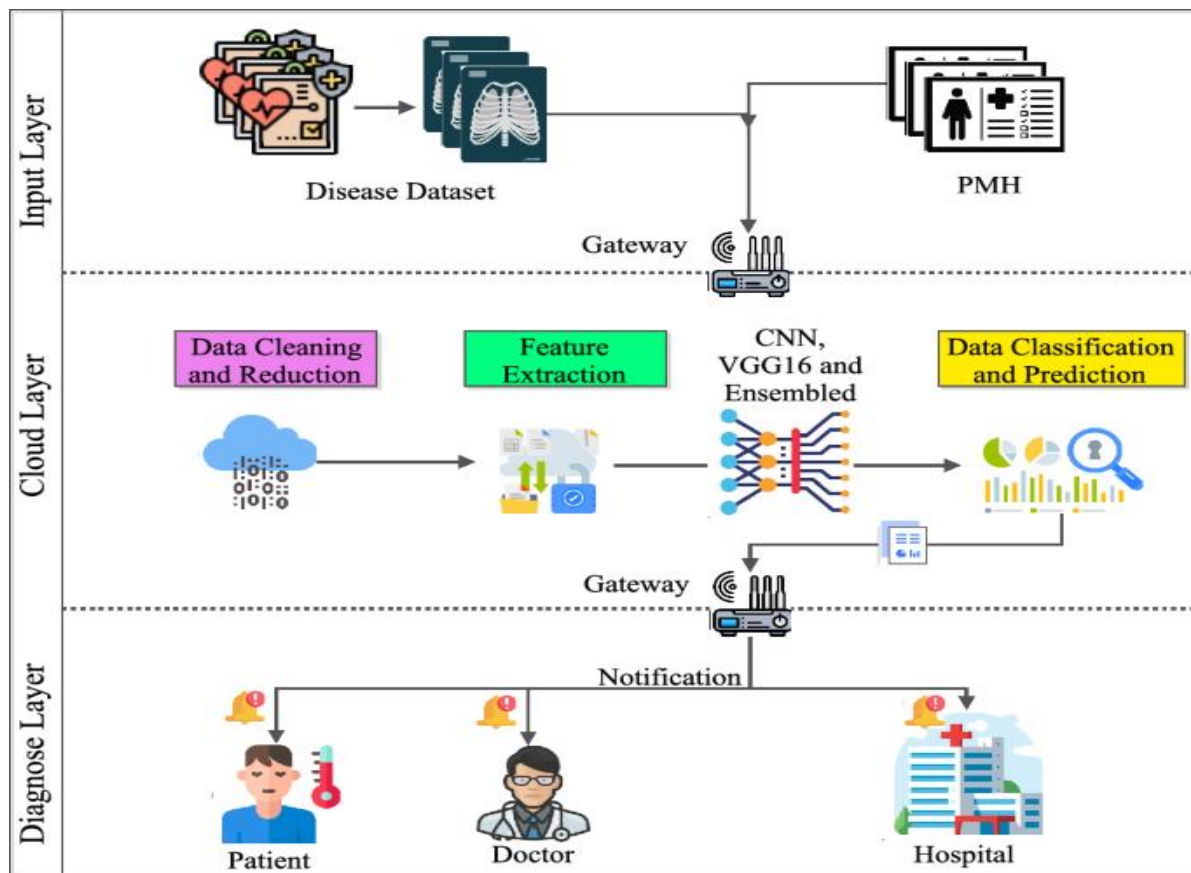 Input Layer
Disease Dataset
PMH
Gateway
Cloud Layer
Data Cleaning
and Reduction
Feature
Extraction
CNN,
VGG16 and
Ensembled
Data Classification
and Prediction
Gateway
Diagnose Layer
Notification
Patient
Doctor
Hospital